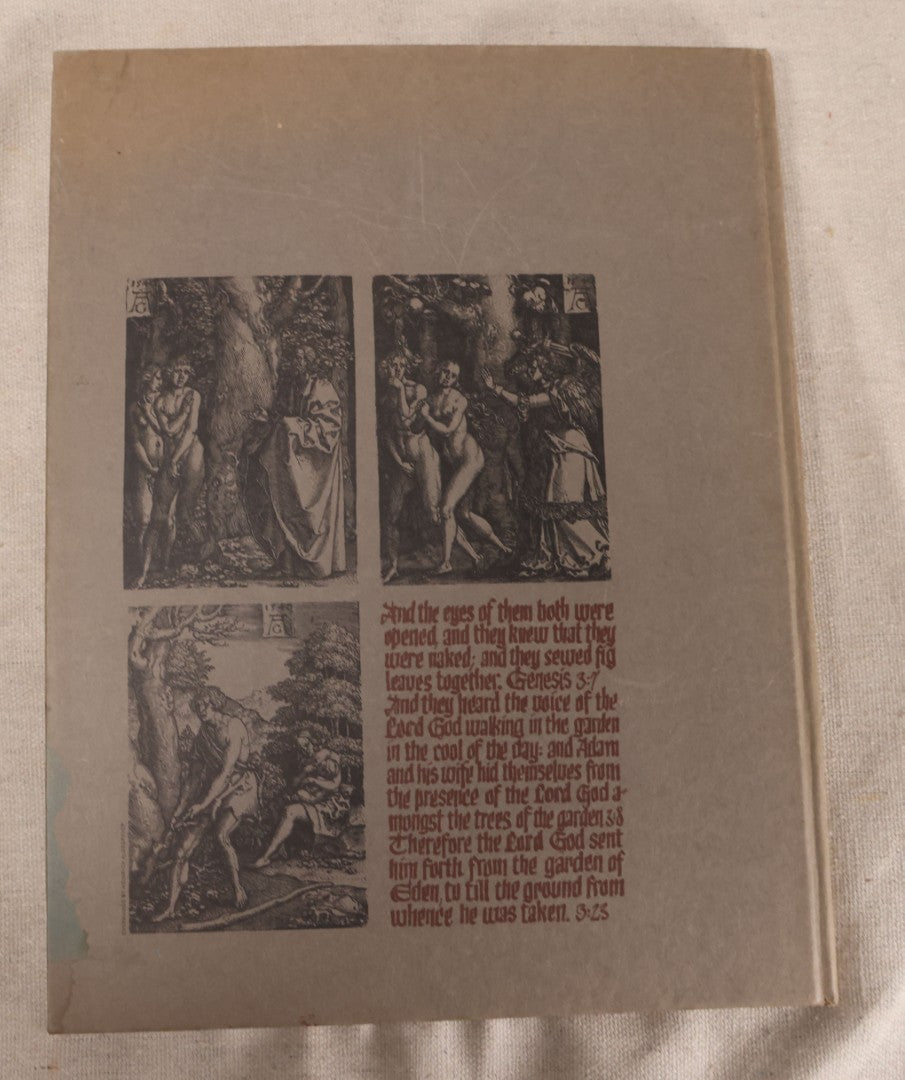 AG
AG
AG
And the eyes of them both were
opened, and they knew that they
were naked; and they sewed fig
leaves together. Genesis 3:7
And they heard the voice of the
Lord God walking in the garden
in the cool of the day: and Adam
and his wife hid themselves from
the presence of the Lord God a-
mongst the trees of the garden 3:8
Therefore the Lord God sent
him forth from the garden of
Eden, to till the ground from
whence he was taken. 3:23